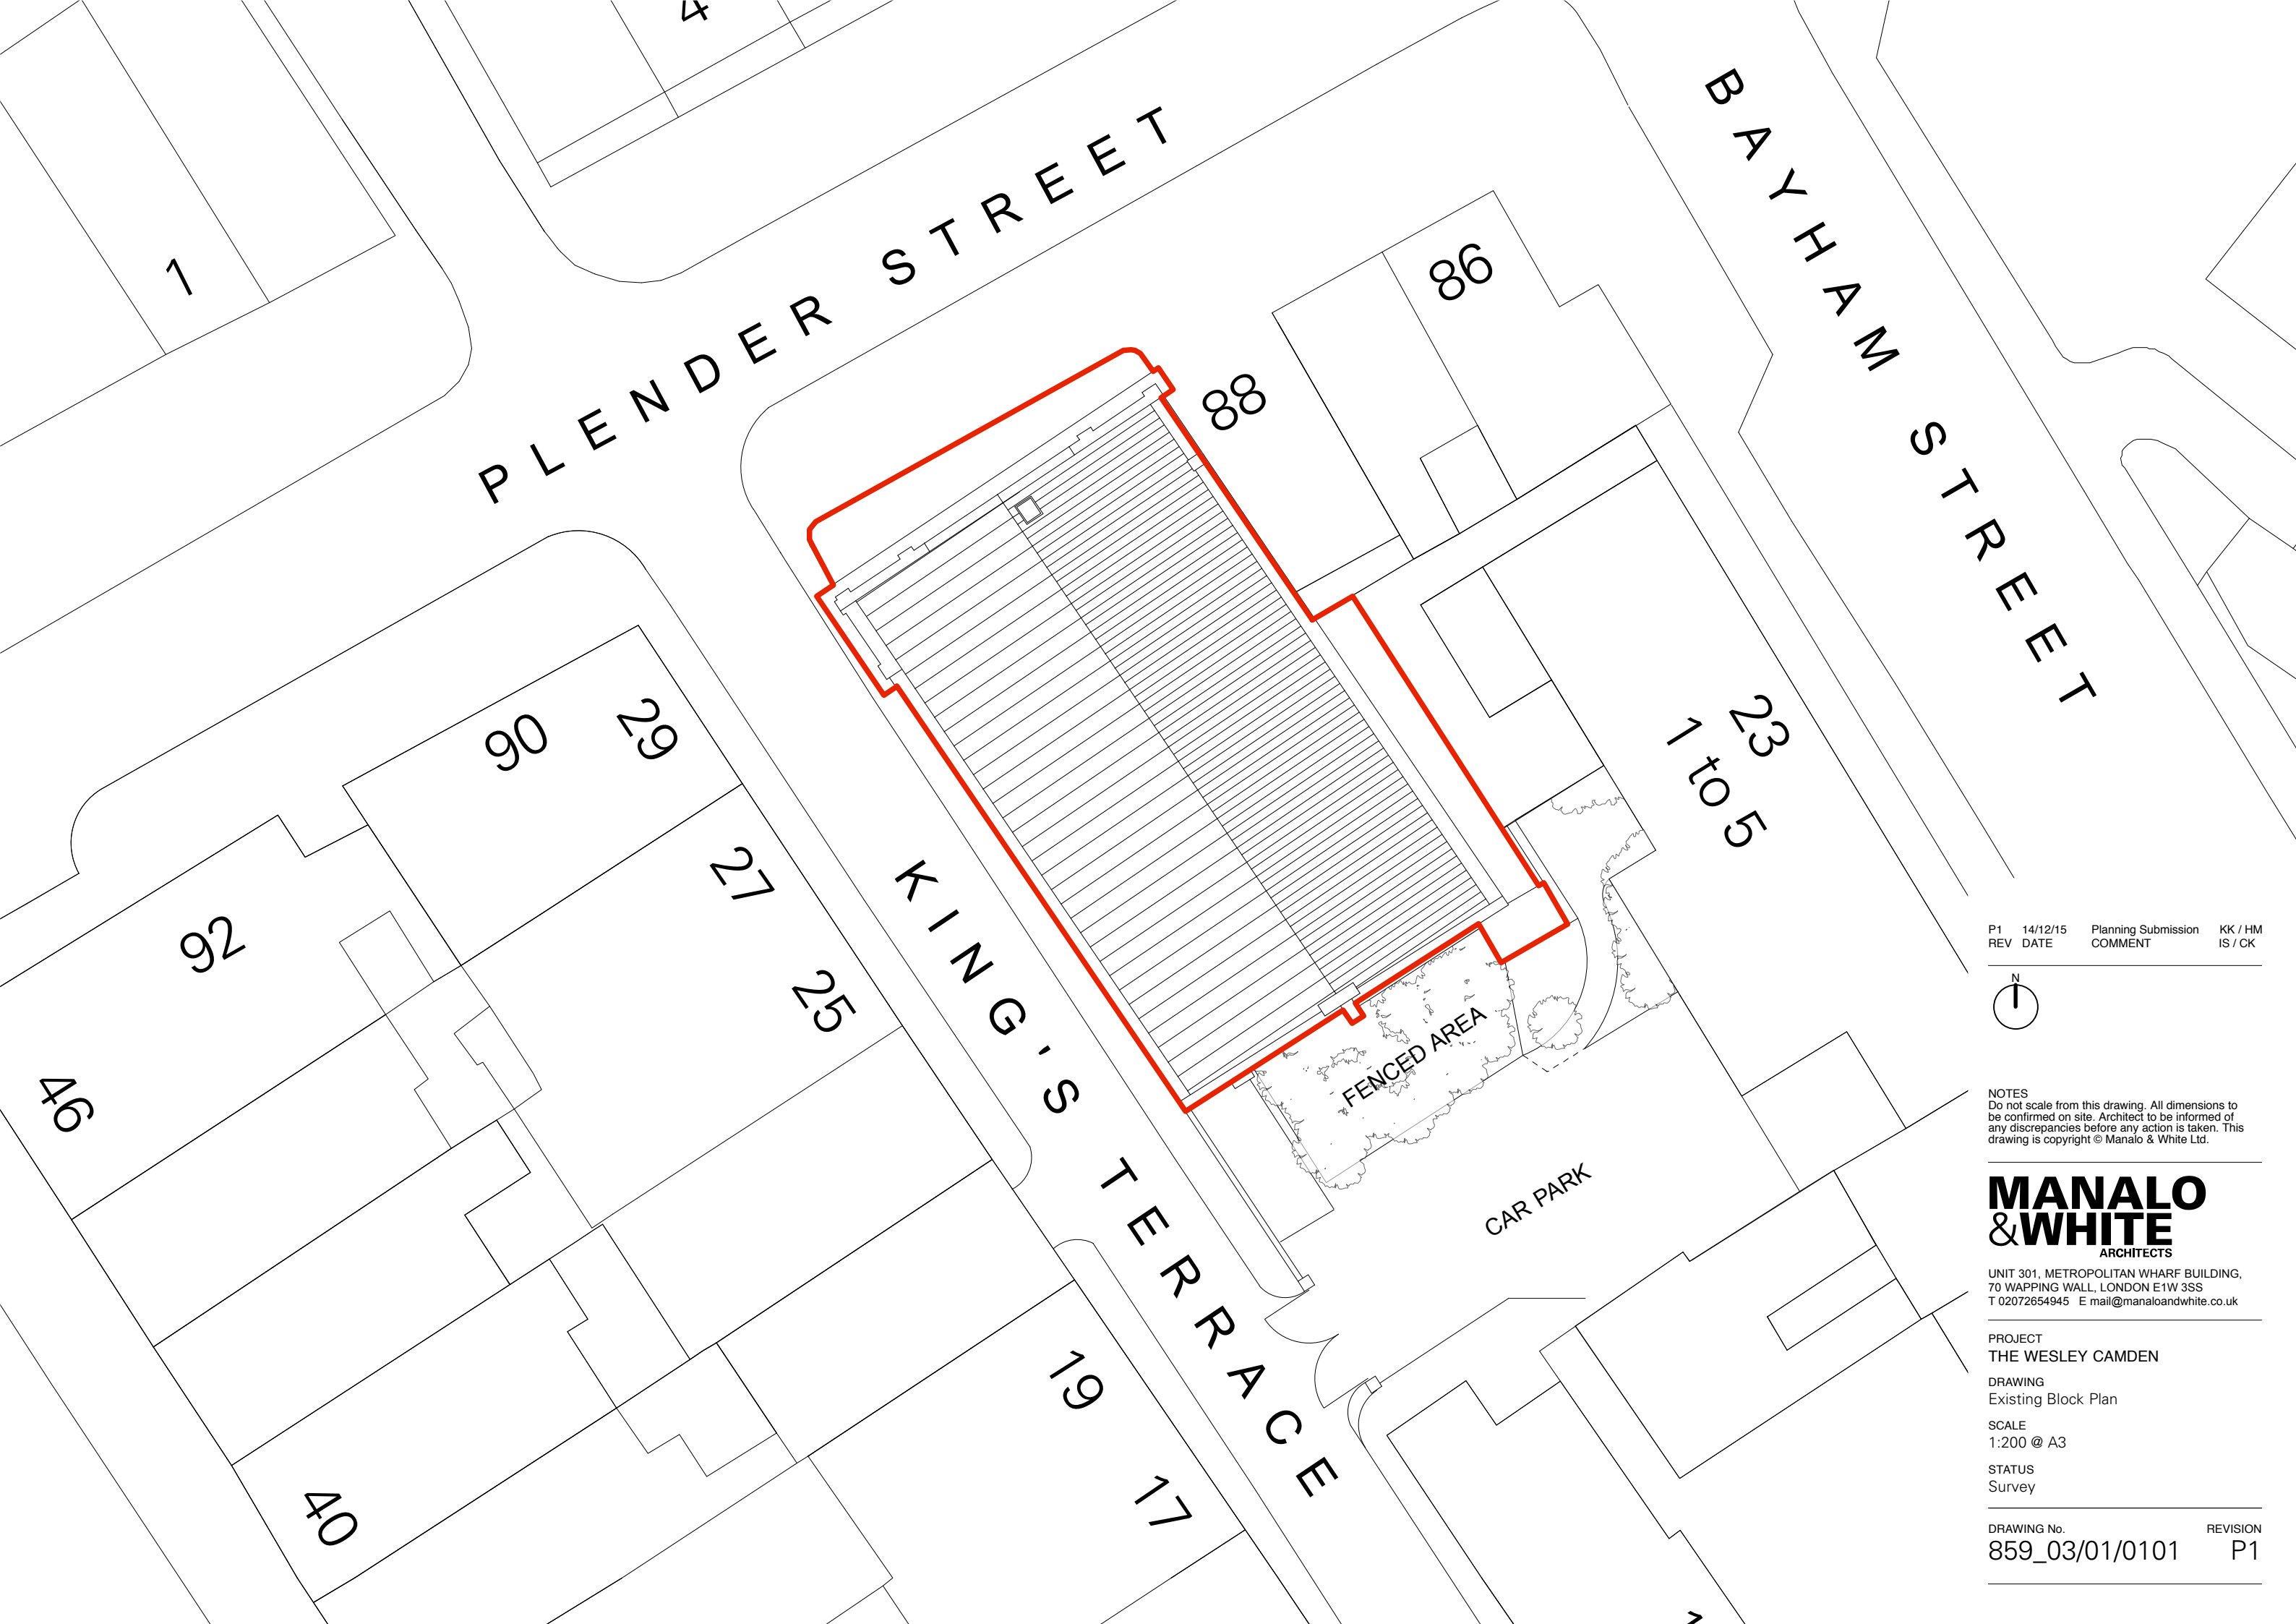 4
BAYHAM STREET
PLENDER STREET
1
86
88
90
29
27
25
92
46
40
23
1 to 5
KING'S TERRACE
FENCED AREA
CAR PARK
19
17
P1 14/12/15 Planning Submission KK / HM
REV DATE COMMENT IS / CK
N
NOTES
Do not scale from this drawing. All dimensions to
be confirmed on site. Architect to be informed of
any discrepancies before any action is taken. This
drawing is copyright © Manalo & White Ltd.
MANALO
&WHITE
ARCHITECTS
UNIT 301, METROPOLITAN WHARF BUILDING,
70 WAPPING WALL, LONDON E1W 3SS
T 02072654945 E mail@manaloandwhite.co.uk
PROJECT
THE WESLEY CAMDEN
DRAWING
Existing Block Plan
SCALE
1:200 @ A3
STATUS
Survey
DRAWING No. REVISION
859_03/01/0101 P1